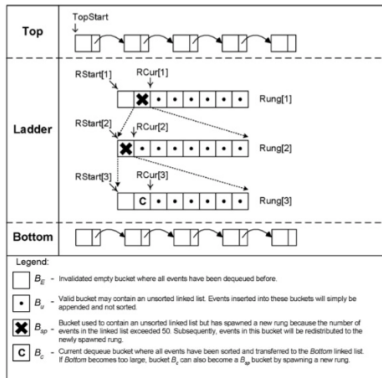 TopStart
Top
RStart[1]
RCur[1]
Rung[1]
RStart[2]
RCur[2]
Ladder
Rung[2]
RStart[3]
RCur[3]
C
Rung[3]
Bottom
Legend:
B_E - Invalidated empty bucket where all events have been dequeued before.
B_v - Valid bucket may contain an unsorted linked list. Events inserted into these buckets will simply be
appended and not sorted.
B_sp - Bucket used to contain an unsorted linked list but has spawned a new rung because the number of
events in the linked list exceeded 50. Subsequently, events in this bucket will be redistributed to the
newly spawned rung.
C B_c - Current dequeue bucket where all events have been sorted and transferred to the Bottom linked list.
If Bottom becomes too large, bucket B_c can also become a B_sp bucket by spawning a new rung.